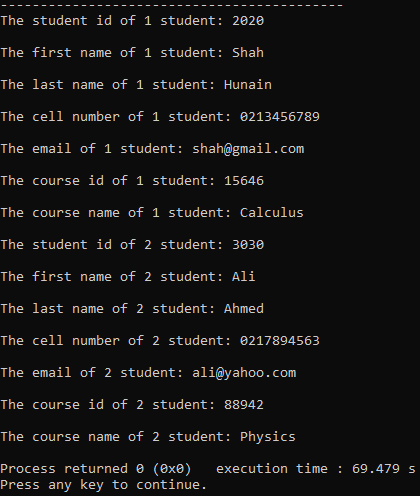 -------------------------------------------
The student id of 1 student: 2020
The first name of 1 student: Shah
The last name of 1 student: Hunain
The cell number of 1 student: 0213456789
The email of 1 student: shah@gmail.com
The course id of 1 student: 15646
The course name of 1 student: Calculus
The student id of 2 student: 3030
The first name of 2 student: Ali
The last name of 2 student: Ahmed
The cell number of 2 student: 0217894563
The email of 2 student: ali@yahoo.com
The course id of 2 student: 88942
The course name of 2 student: Physics
Process returned 0 (0x0)   execution time : 69.479 s
Press any key to continue.